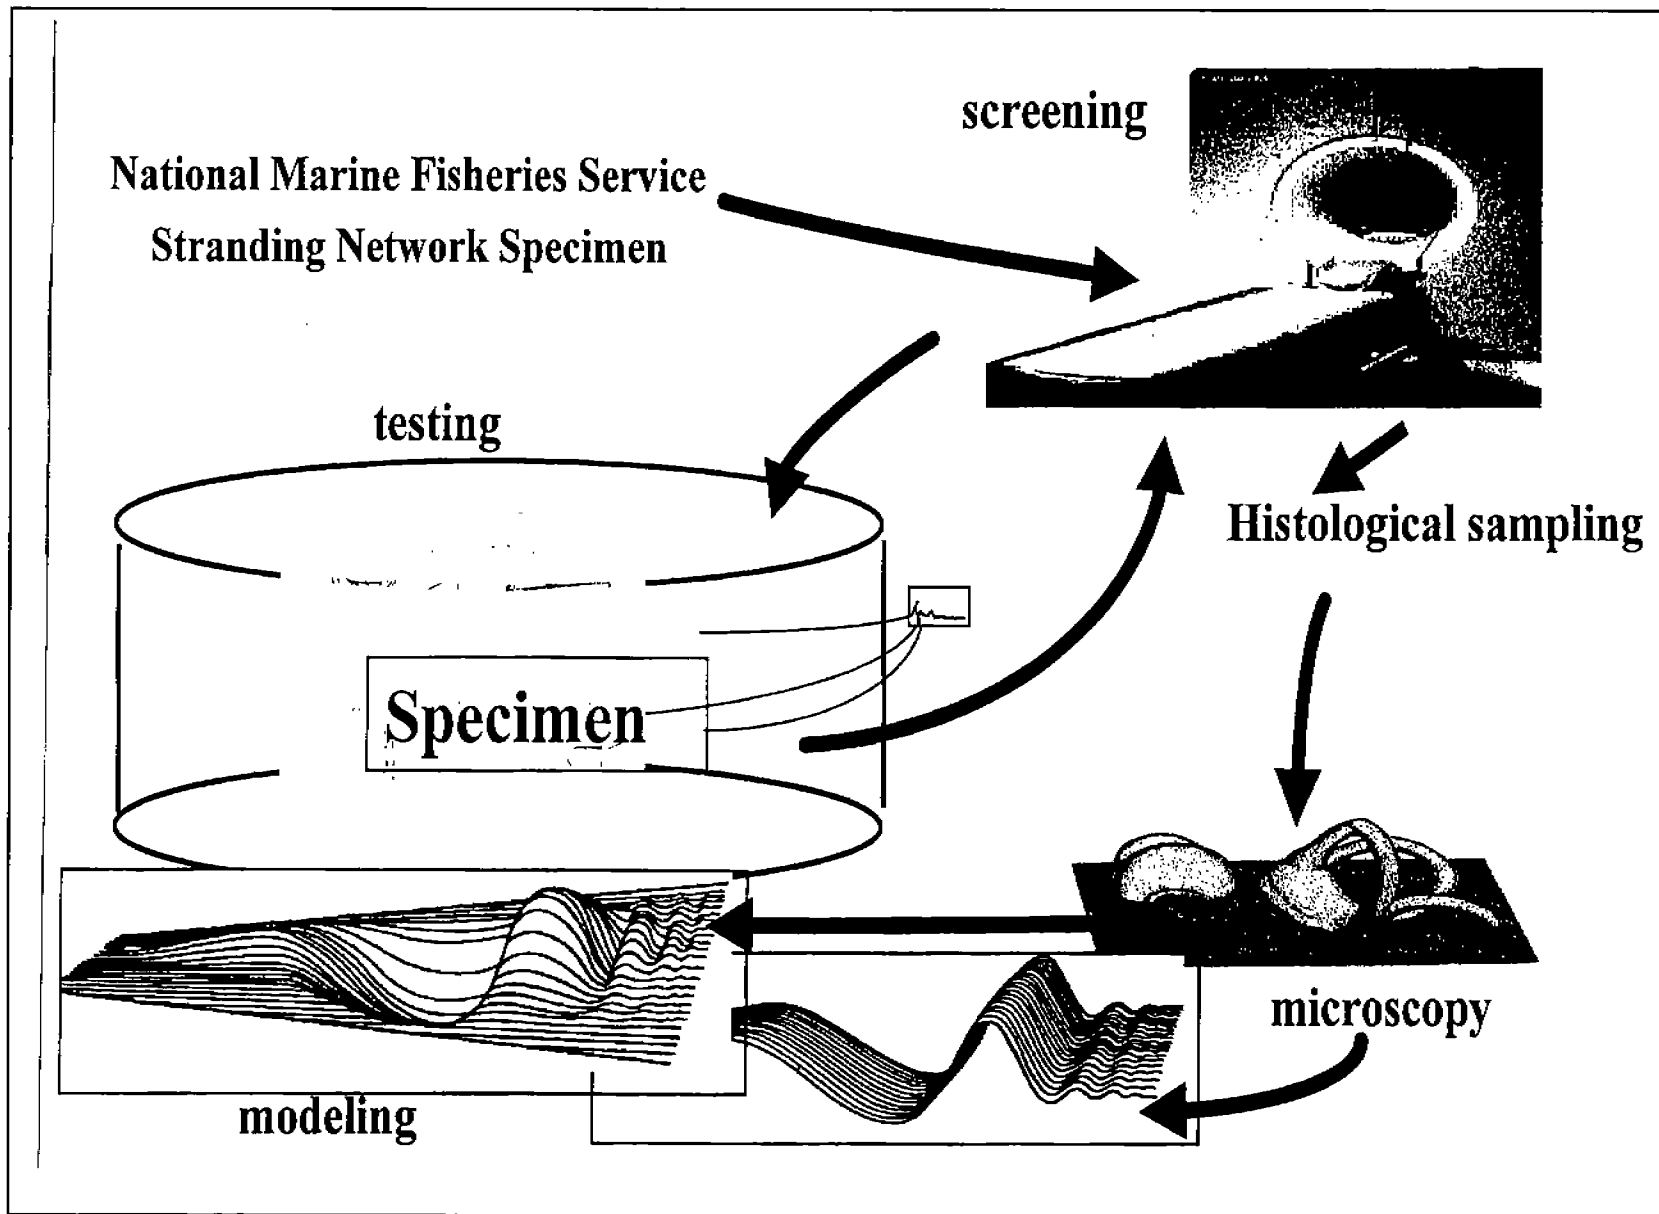 screening
National Marine Fisheries Service
Stranding Network Specimen
testing
Histological sampling
Specimen
microscopy
modeling